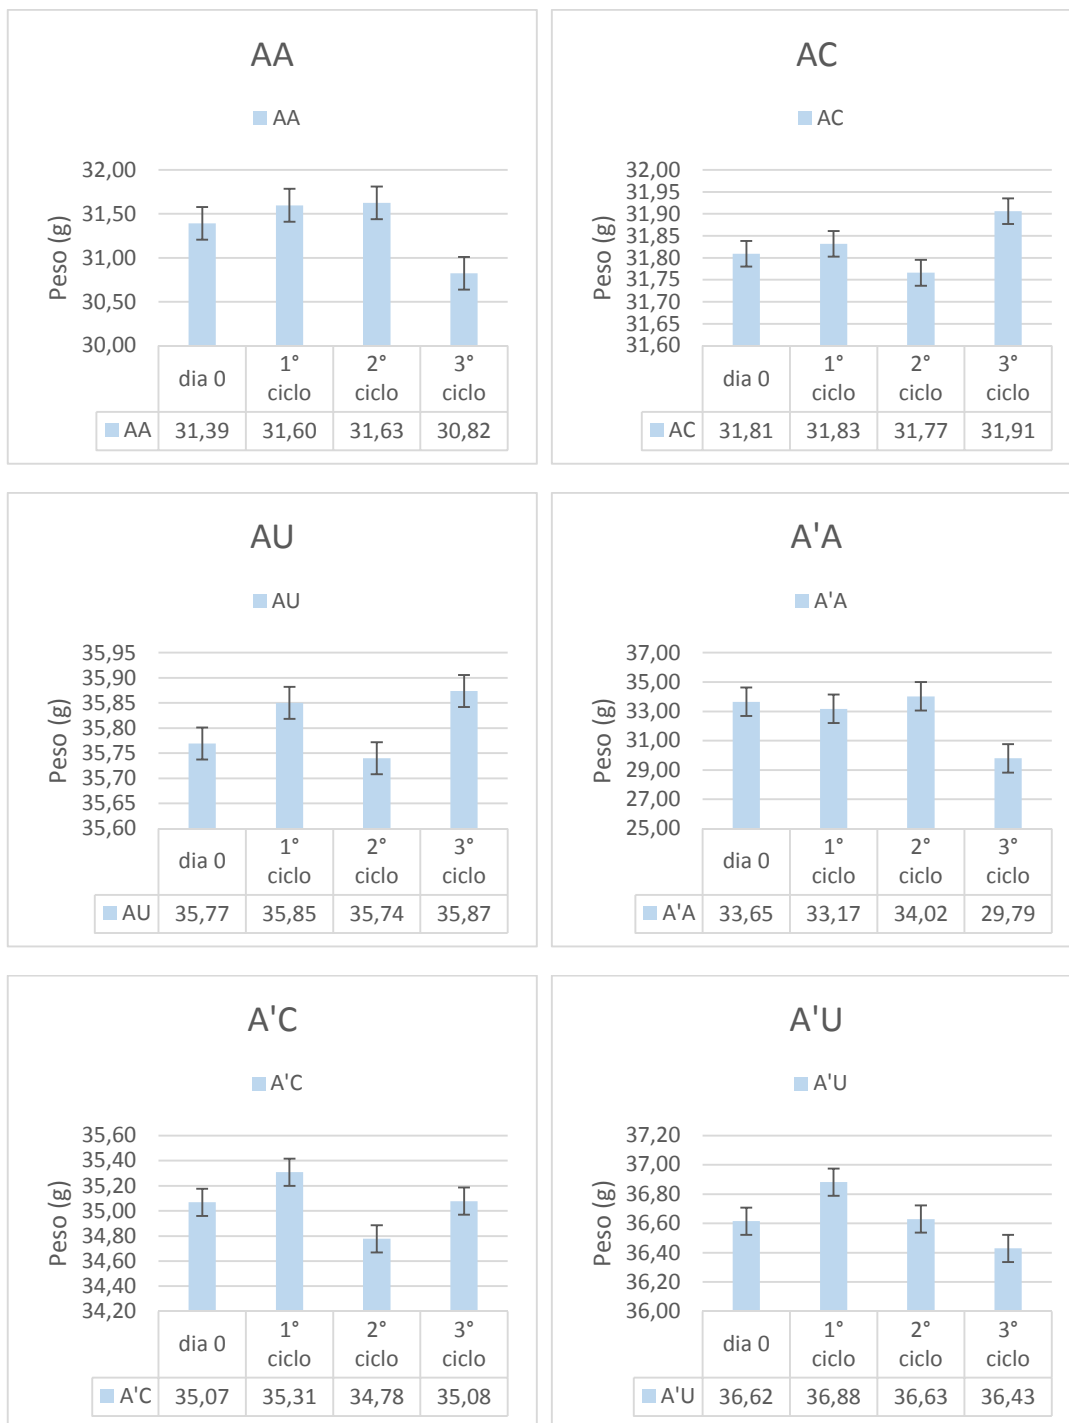 AA
AA
Peso (g)
32,00
31,50
31,00
30,50
30,00
dia 0 1° ciclo 2° ciclo 3° ciclo
AA 31,39 31,60 31,63 30,82
AC
AC
Peso (g)
32,00
31,95
31,90
31,85
31,80
31,75
31,70
31,65
31,60
dia 0 1° ciclo 2° ciclo 3° ciclo
AC 31,81 31,83 31,77 31,91
AU
AU
Peso (g)
35,95
35,90
35,85
35,80
35,75
35,70
35,65
35,60
dia 0 1° ciclo 2° ciclo 3° ciclo
AU 35,77 35,85 35,74 35,87
A'A
A'A
Peso (g)
37,00
35,00
33,00
31,00
29,00
27,00
25,00
dia 0 1° ciclo 2° ciclo 3° ciclo
A'A 33,65 33,17 34,02 29,79
A'C
A'C
Peso (g)
35,60
35,40
35,20
35,00
34,80
34,60
34,40
34,20
dia 0 1° ciclo 2° ciclo 3° ciclo
A'C 35,07 35,31 34,78 35,08
A'U
A'U
Peso (g)
37,20
37,00
36,80
36,60
36,40
36,20
36,00
dia 0 1° ciclo 2° ciclo 3° ciclo
A'U 36,62 36,88 36,63 36,43